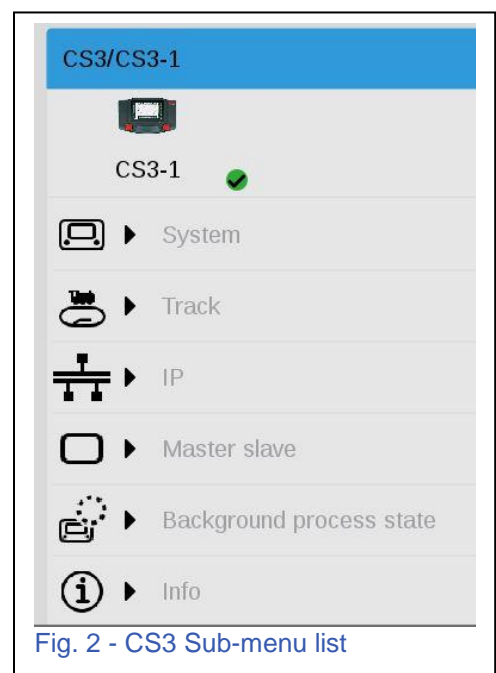 CS3/CS3-1
CS3-1
System
Track
IP
Master slave
Background process state
Info
Fig. 2 - CS3 Sub-menu list